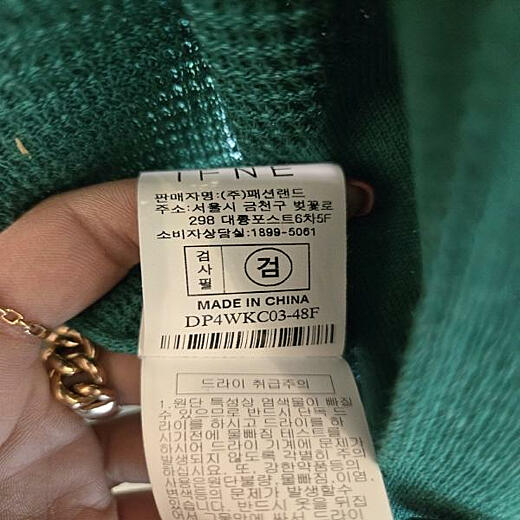 IFNE
판매자명:(주)패션랜드
주소:서울시 금천구 벚꽃로
298 대륭포스트6차5F
소비자상담실:1899-5061
검사필
검
MADE IN CHINA
DP4WKC03-48F
드라이 취급주의
1.원단 특성상 염색물이 빠질
수 있으므로 반드시 단독 드
라이를 하시고 드라이를 하
시기전에 물빠짐 테스트를
하시어 드라이 기계에 문제가
발생되지 않도록 각별히 주의
하십시요. 또, 강한약품등의
사용은원단불량, 물빠짐,이염,
변색등의 문제가 발생할수
있습니다. 반드시 옷을 뒤집
드라이